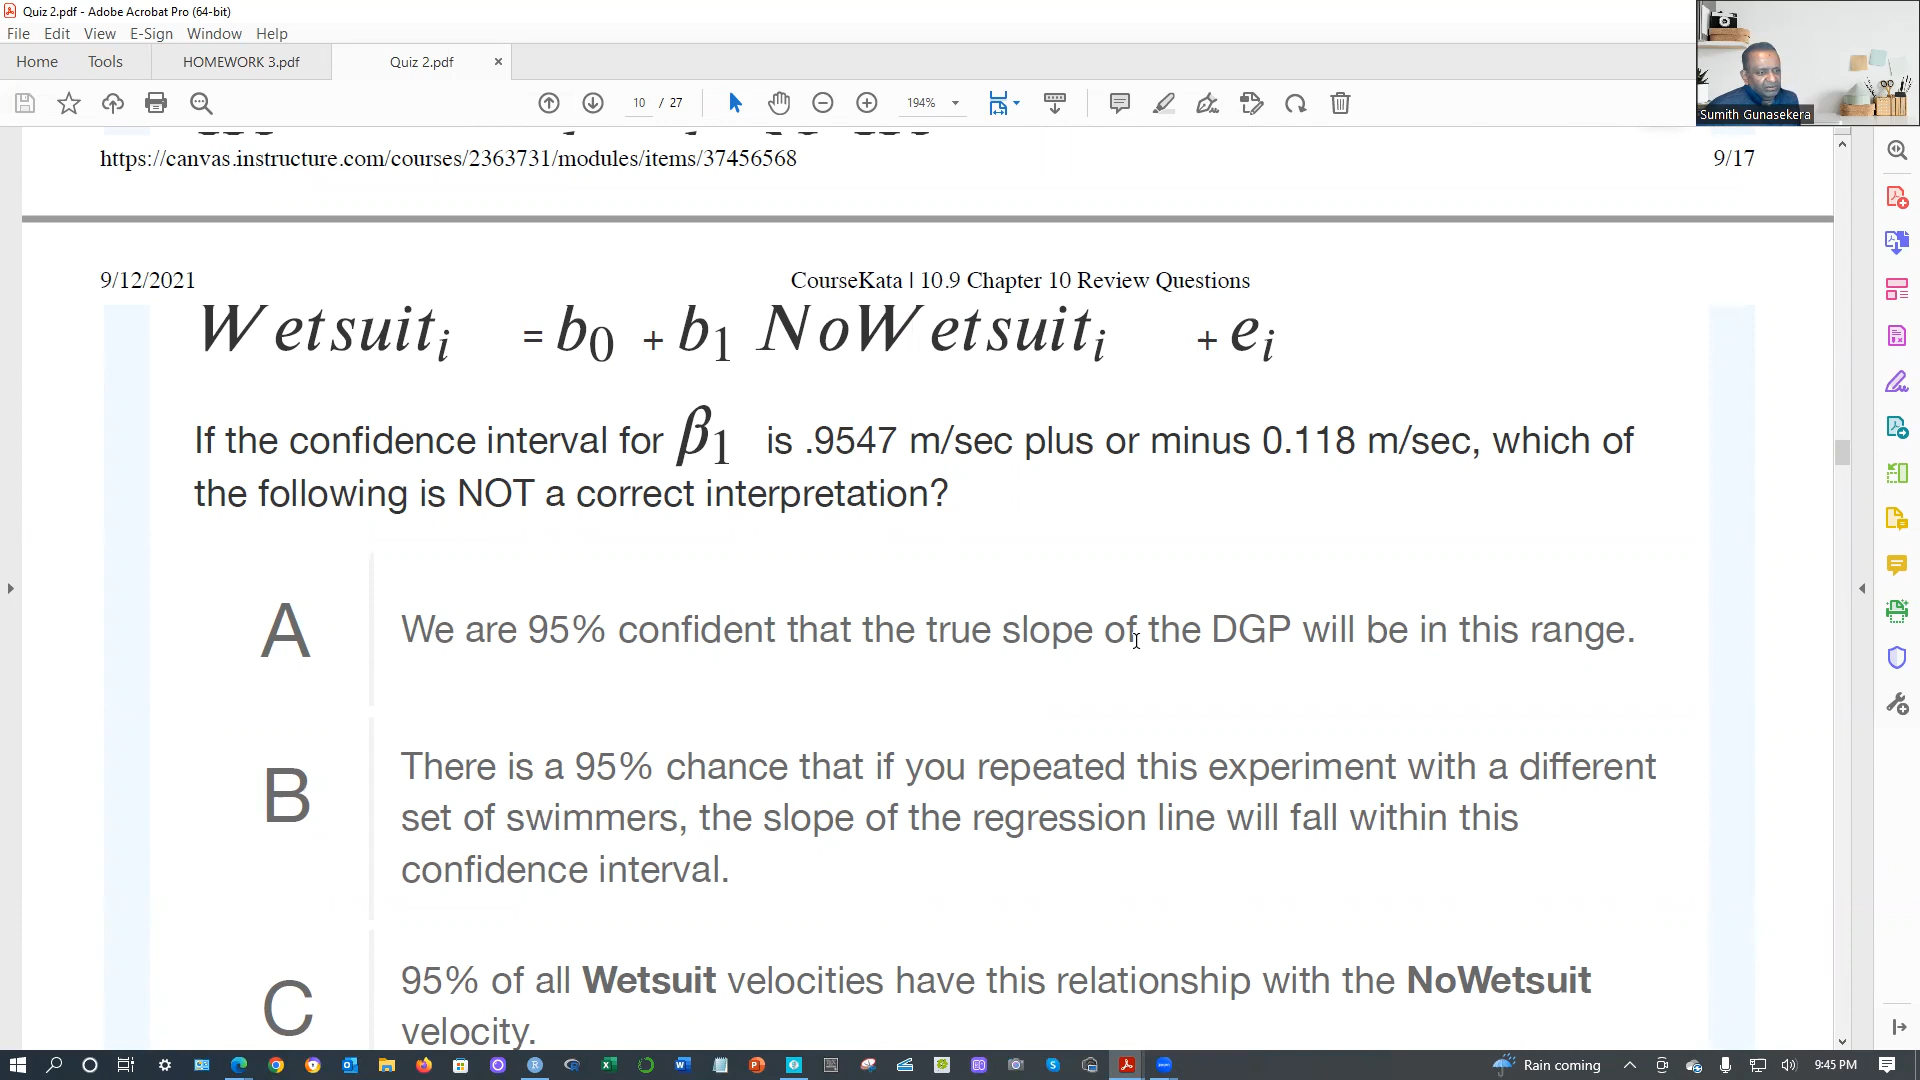 Quiz 2.pdf - Adobe Acrobat Pro (64-bit)
File Edit View E-Sign Window Help
Home Tools HOMEWORK 3.pdf Quiz 2.pdf ×
10 / 27 194%
Sumith Gunasekera
https://canvas.instructure.com/courses/2363731/modules/items/37456568 9/17
9/12/2021 CourseKata | 10.9 Chapter 10 Review Questions
Wetsuitᵢ = b₀ + b₁ NoWetsuitᵢ + eᵢ
If the confidence interval for β₁ is .9547 m/sec plus or minus 0.118 m/sec, which of
the following is NOT a correct interpretation?
A We are 95% confident that the true slope of the DGP will be in this range.
B There is a 95% chance that if you repeated this experiment with a different
set of swimmers, the slope of the regression line will fall within this
confidence interval.
C 95% of all Wetsuit velocities have this relationship with the NoWetsuit
velocity.
Rain coming 9:45 PM